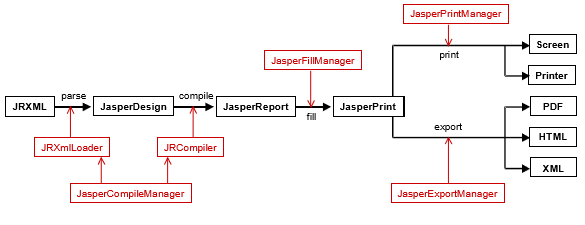 JasperPrintManager
Screen
JasperFillManager
print
Printer
parse
compile
JRXML
JasperDesign
JasperReport
JasperPrint
PDF
fill
export
HTML
JRXmlLoader
JRCompiler
XML
JasperCompileManager
JasperExportManager